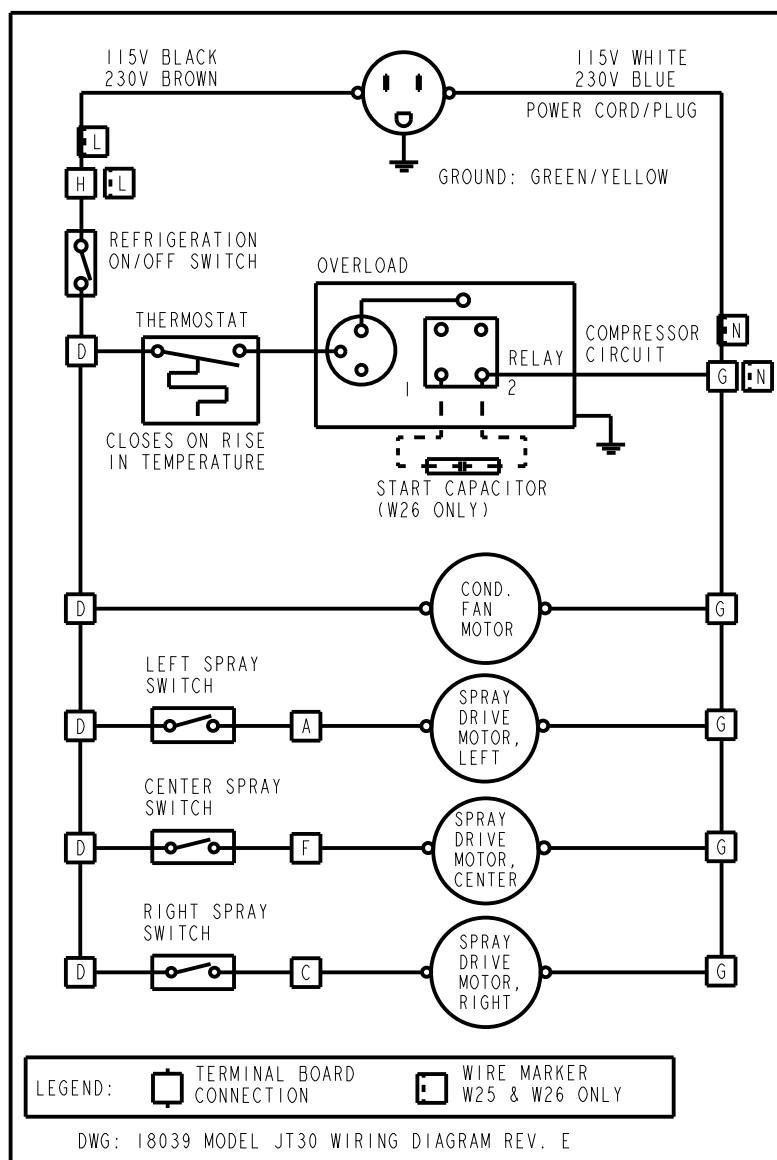 115V BLACK
230V BROWN
115V WHITE
230V BLUE
POWER CORD/PLUG
L
H
L
GROUND: GREEN/YELLOW
REFRIGERATION
ON/OFF SWITCH
OVERLOAD
THERMOSTAT
N
COMPRESSOR
CIRCUIT
D
RELAY
G
N
1
2
CLOSES ON RISE
IN TEMPERATURE
START CAPACITOR
(W26 ONLY)
D
COND.
FAN
MOTOR
G
LEFT SPRAY
SWITCH
D
A
SPRAY
DRIVE
MOTOR,
LEFT
G
CENTER SPRAY
SWITCH
D
F
SPRAY
DRIVE
MOTOR,
CENTER
G
RIGHT SPRAY
SWITCH
D
C
SPRAY
DRIVE
MOTOR,
RIGHT
G
LEGEND:
TERMINAL BOARD
CONNECTION
WIRE MARKER
W25 & W26 ONLY
DWG: 18039 MODEL JT30 WIRING DIAGRAM REV. E